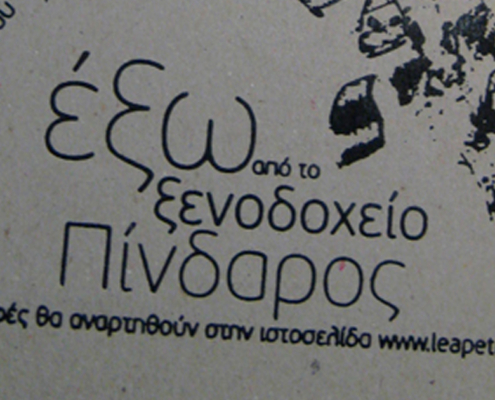 έξω από το
ξενοδοχείο
Πίνδαρος
θα αναρτηθούν στην ιστοσελίδα www.leapet